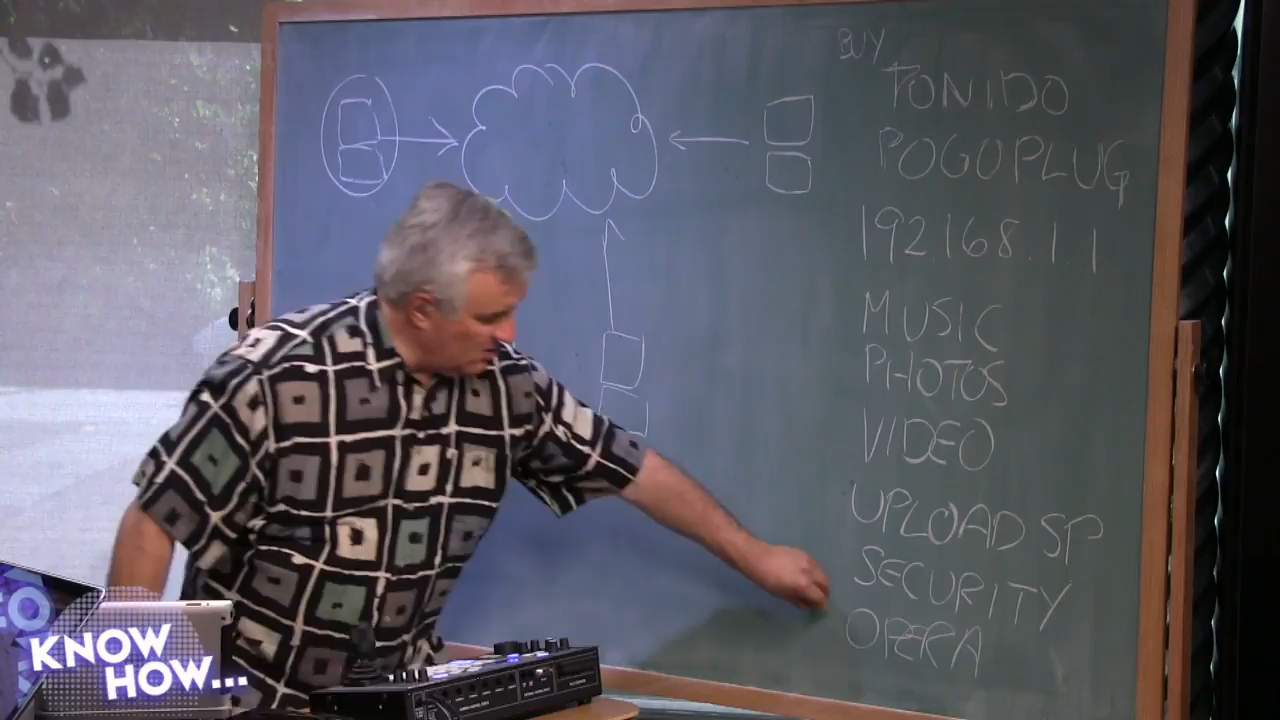 BUY
TONIDO
POGOPLUG
192.168.1.1
MUSIC
PHOTOS
VIDEO
UPLOAD SP
SECURITY
OPERA
KNOW
HOW...